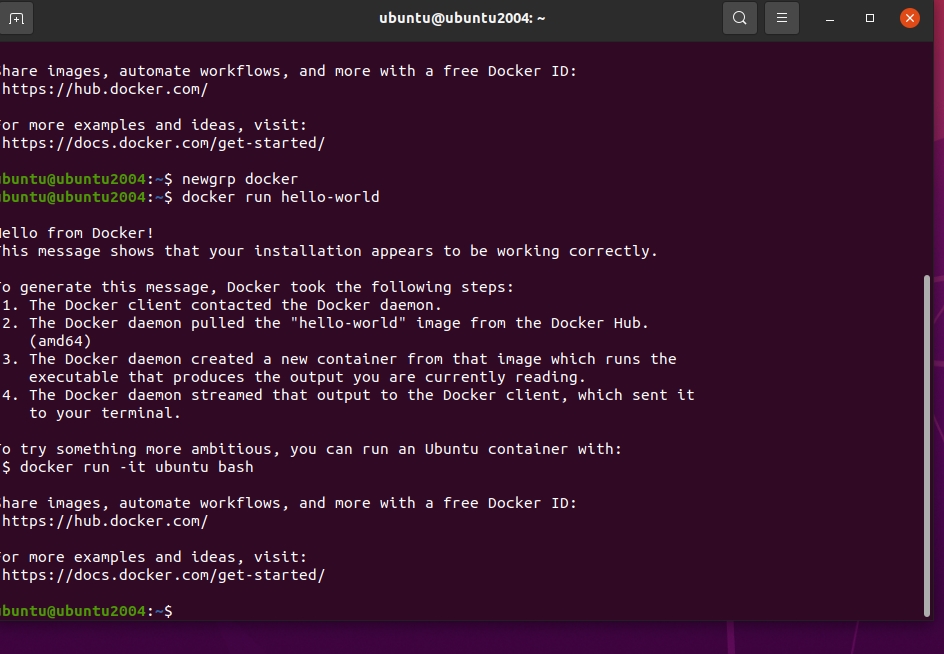 ubuntu@ubuntu2004: ~
hare images, automate workflows, and more with a free Docker ID:
https://hub.docker.com/
or more examples and ideas, visit:
https://docs.docker.com/get-started/
buntu@ubuntu2004:~$ newgrp docker
buntu@ubuntu2004:~$ docker run hello-world
ello from Docker!
his message shows that your installation appears to be working correctly.
o generate this message, Docker took the following steps:
1. The Docker client contacted the Docker daemon.
2. The Docker daemon pulled the "hello-world" image from the Docker Hub.
(amd64)
3. The Docker daemon created a new container from that image which runs the
executable that produces the output you are currently reading.
4. The Docker daemon streamed that output to the Docker client, which sent it
to your terminal.
o try something more ambitious, you can run an Ubuntu container with:
$ docker run -it ubuntu bash
hare images, automate workflows, and more with a free Docker ID:
https://hub.docker.com/
or more examples and ideas, visit:
https://docs.docker.com/get-started/
buntu@ubuntu2004:~$